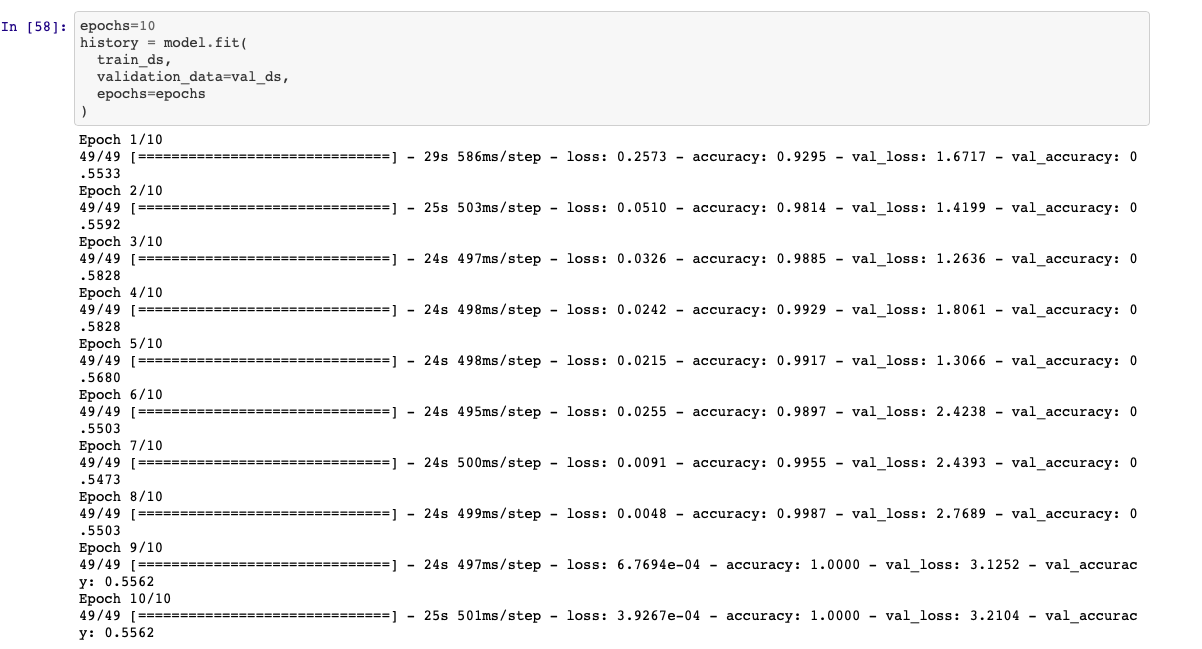 In [58]: epochs=10
history = model.fit(
  train_ds,
  validation_data=val_ds,
  epochs=epochs
)
Epoch 1/10
49/49 [==============================] - 29s 586ms/step - loss: 0.2573 - accuracy: 0.9295 - val_loss: 1.6717 - val_accuracy: 0
.5533
Epoch 2/10
49/49 [==============================] - 25s 503ms/step - loss: 0.0510 - accuracy: 0.9814 - val_loss: 1.4199 - val_accuracy: 0
.5592
Epoch 3/10
49/49 [==============================] - 24s 497ms/step - loss: 0.0326 - accuracy: 0.9885 - val_loss: 1.2636 - val_accuracy: 0
.5828
Epoch 4/10
49/49 [==============================] - 24s 498ms/step - loss: 0.0242 - accuracy: 0.9929 - val_loss: 1.8061 - val_accuracy: 0
.5828
Epoch 5/10
49/49 [==============================] - 24s 498ms/step - loss: 0.0215 - accuracy: 0.9917 - val_loss: 1.3066 - val_accuracy: 0
.5680
Epoch 6/10
49/49 [==============================] - 24s 495ms/step - loss: 0.0255 - accuracy: 0.9897 - val_loss: 2.4238 - val_accuracy: 0
.5503
Epoch 7/10
49/49 [==============================] - 24s 500ms/step - loss: 0.0091 - accuracy: 0.9955 - val_loss: 2.4393 - val_accuracy: 0
.5473
Epoch 8/10
49/49 [==============================] - 24s 499ms/step - loss: 0.0048 - accuracy: 0.9987 - val_loss: 2.7689 - val_accuracy: 0
.5503
Epoch 9/10
49/49 [==============================] - 24s 497ms/step - loss: 6.7694e-04 - accuracy: 1.0000 - val_loss: 3.1252 - val_accurac
y: 0.5562
Epoch 10/10
49/49 [==============================] - 25s 501ms/step - loss: 3.9267e-04 - accuracy: 1.0000 - val_loss: 3.2104 - val_accurac
y: 0.5562